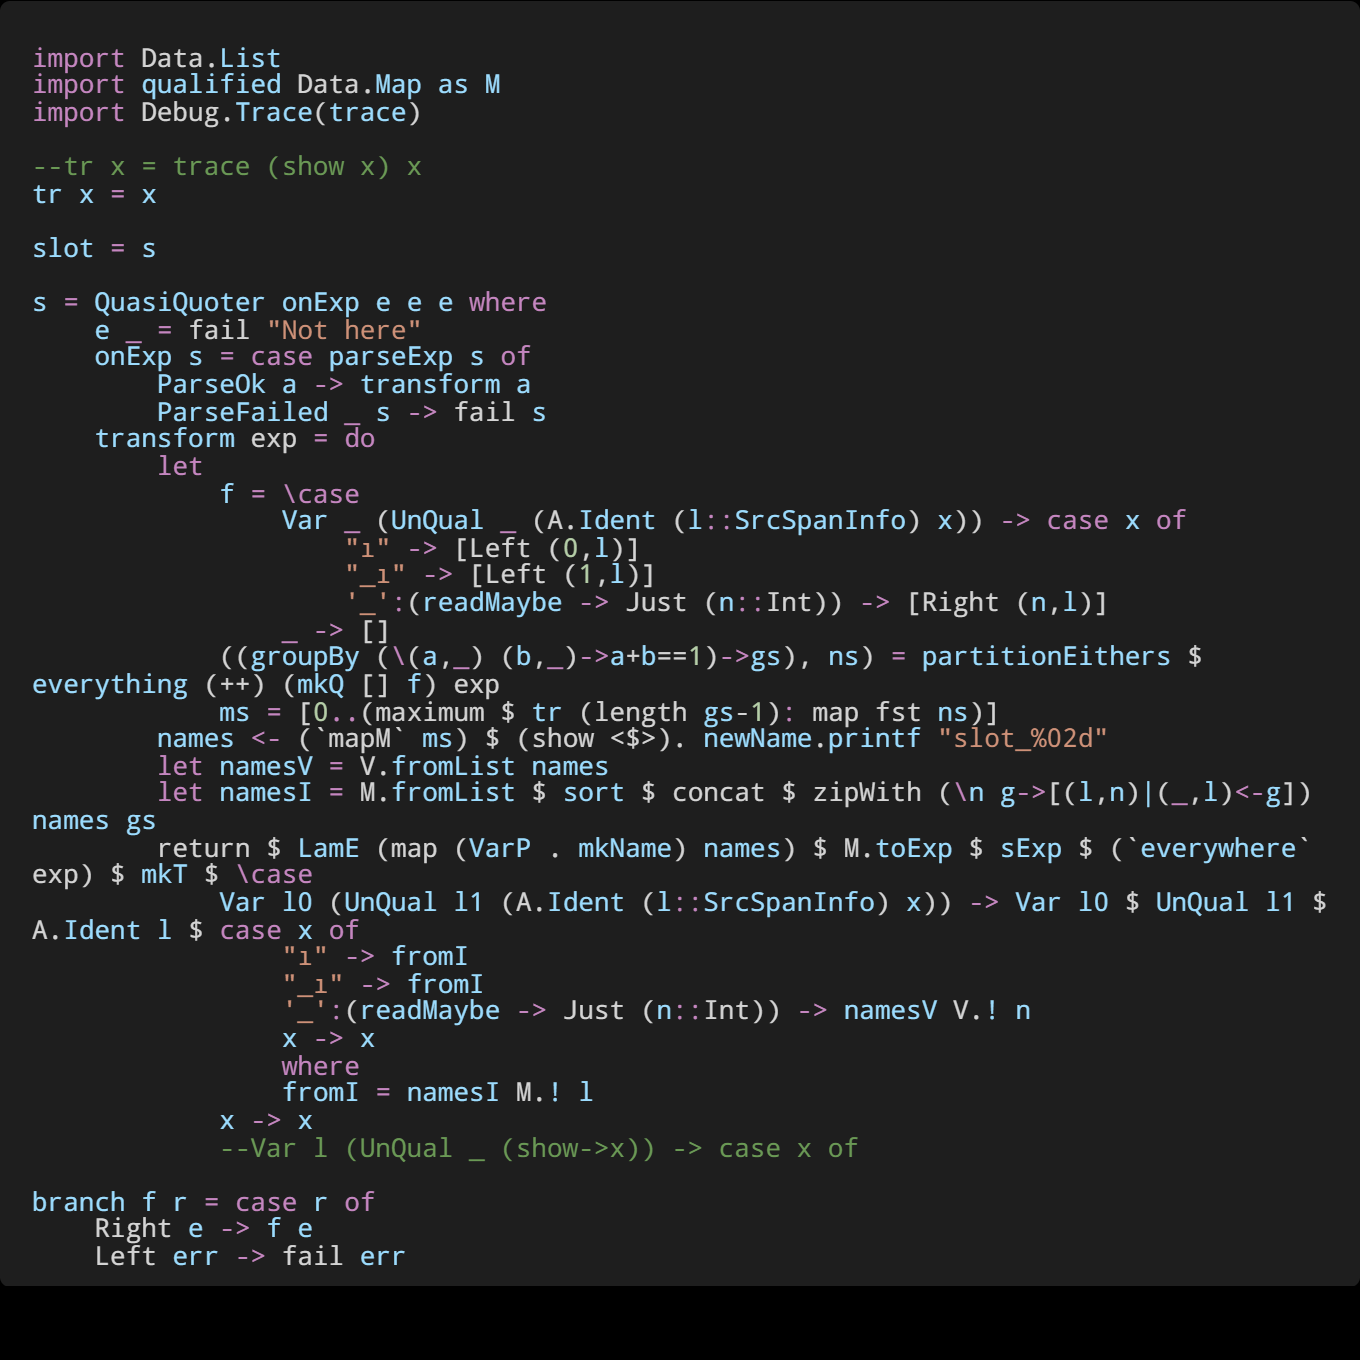 import Data.List
import qualified Data.Map as M
import Debug.Trace(trace)

--tr x = trace (show x) x
tr x = x

slot = s

s = QuasiQuoter onExp e e e where
    e _ = fail "Not here"
    onExp s = case parseExp s of
        ParseOk a -> transform a
        ParseFailed _ s -> fail s
    transform exp = do
        let
            f = \case
                Var _ (UnQual _ (A.Ident (l::SrcSpanInfo) x)) -> case x of
                    "ı" -> [Left (0,l)]
                    "_ı" -> [Left (1,l)]
                    '_':(readMaybe -> Just (n::Int)) -> [Right (n,l)]
                _ -> []
            ((groupBy (\(a,_) (b,_)->a+b==1)->gs), ns) = partitionEithers $
everything (++) (mkQ [] f) exp
            ms = [0..(maximum $ tr (length gs-1): map fst ns)]
        names <- (`mapM` ms) $ (show <$>). newName.printf "slot_%02d"
        let namesV = V.fromList names
        let namesI = M.fromList $ sort $ concat $ zipWith (\n g->[(l,n)|(_,l)<-g])
names gs
        return $ LamE (map (VarP . mkName) names) $ M.toExp $ sExp $ (`everywhere`
exp) $ mkT $ \case
            Var l0 (UnQual l1 (A.Ident (l::SrcSpanInfo) x)) -> Var l0 $ UnQual l1 $
A.Ident l $ case x of
                "ı" -> fromI
                "_ı" -> fromI
                '_':(readMaybe -> Just (n::Int)) -> namesV V.! n
                x -> x
                where
                fromI = namesI M.! l
            x -> x
            --Var l (UnQual _ (show->x)) -> case x of

branch f r = case r of
    Right e -> f e
    Left err -> fail err